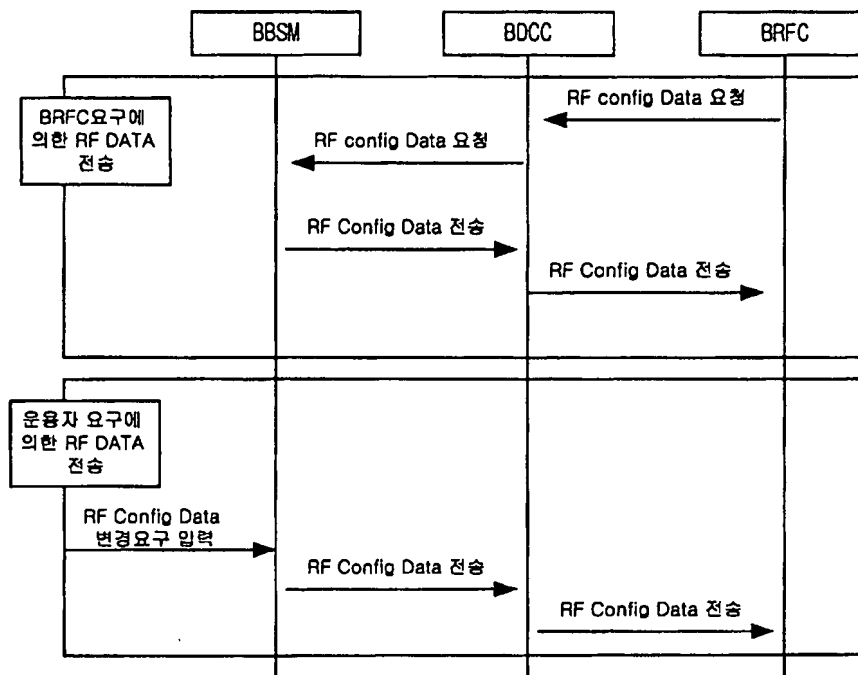 BBSM
BDCC
BRFC
BRFC요구에
의한 RF DATA
전송
RF config Data 요청
RF config Data 요청
RF Config Data 전송
RF Config Data 전송
운용자 요구에
의한 RF DATA
전송
RF Config Data
변경요구 입력
RF Config Data 전송
RF Config Data 전송